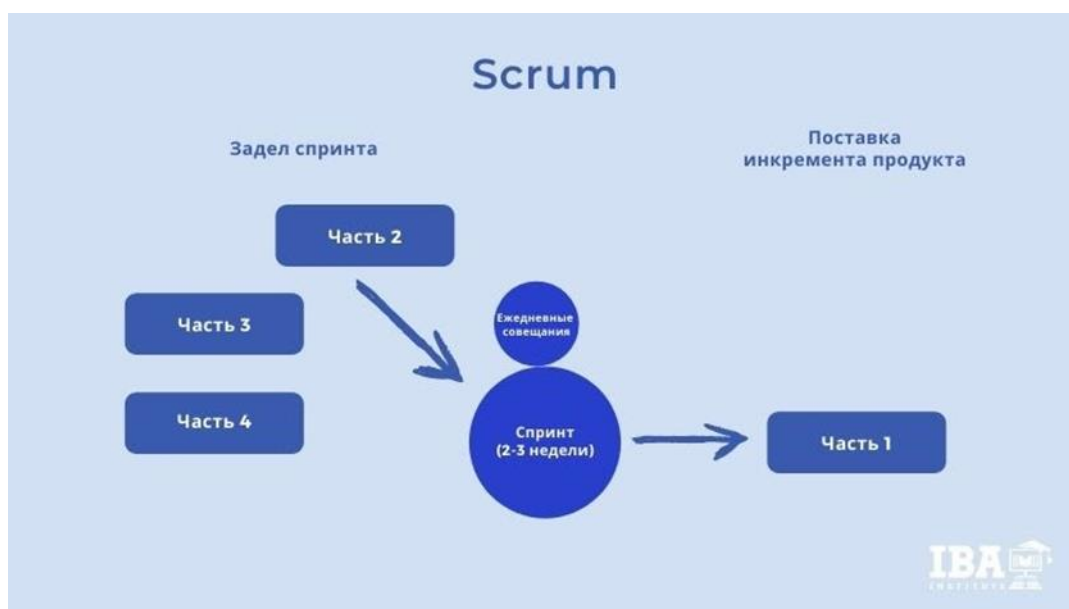 Scrum
Задел спринта
Поставка
инкремента продукта
Часть 2
Часть 3
Ежедневные
совещания
Часть 4
Спринт
(2-3 недели)
Часть 1
IBA
INSTITUTE